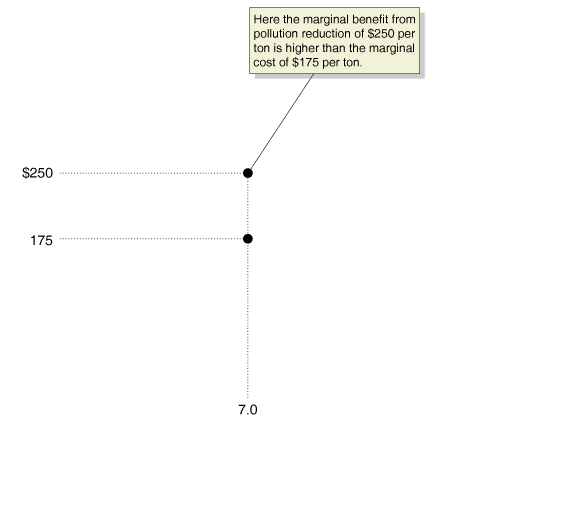 Here the marginal benefit from
pollution reduction of $250 per
ton is higher than the marginal
cost of $175 per ton.
$250
175
7.0